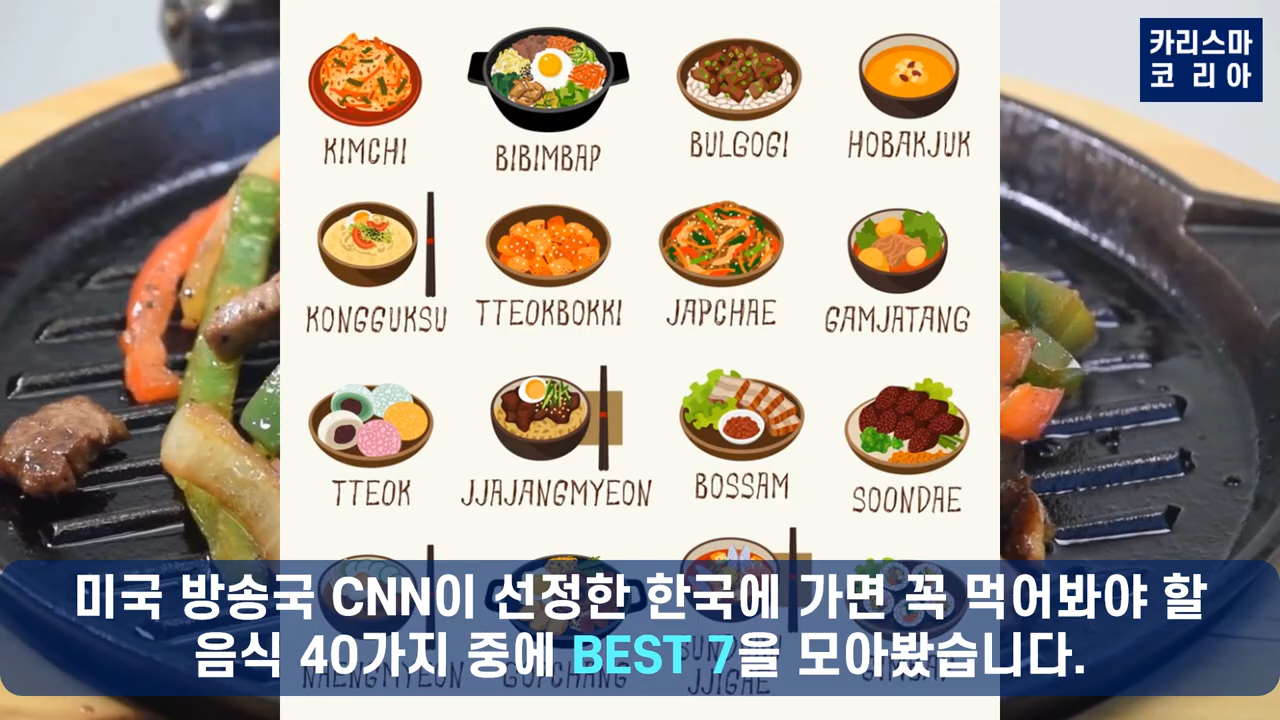 카리스마
코리아
KIMCHI
BIBIMBAP
BULGOGI
HOBAKJUK
KONGGUKSU
TTEOKBOKKI
JAPCHAE
GAMJATANG
TTEOK
JJAJANGMYEON
BOSSAM
SOONDAE
미국 방송국 CNN이 선정한 한국에 가면 꼭 먹어봐야 할
음식 40가지 중에 BEST 7을 모아봤습니다.
NAENGMYEON
GOPCHANG
JJIGAE